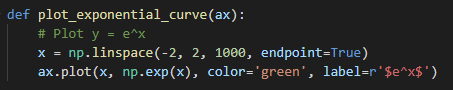 def plot_exponential_curve(ax):
    # Plot y = e^x
    x = np.linspace(-2, 2, 1000, endpoint=True)
    ax.plot(x, np.exp(x), color='green', label=r'$e^x$')